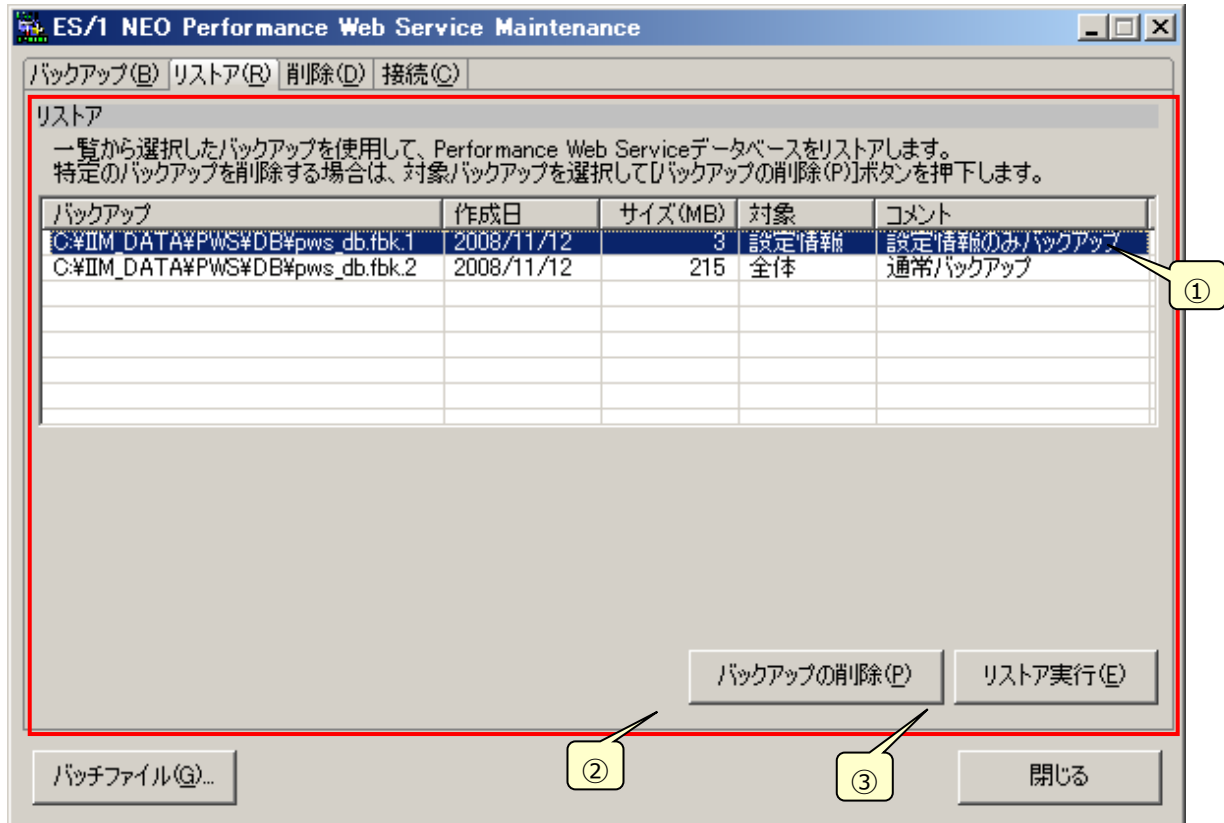 ES/1 NEO Performance Web Service Maintenance
バックアップ(B) リストア(R) 削除(D) 接続(C)
リストア
一覧から選択したバックアップを使用して、Performance Web Serviceデータベースをリストアします。
特定のバックアップを削除する場合は、対象バックアップを選択して[バックアップの削除(P)]ボタンを押下します。
バックアップ 作成日 サイズ(MB) 対象 コメント
C:¥IIM_DATA¥PWS¥DB¥pws_db.fbk.1 2008/11/12 3 設定情報 設定情報のみバックアップ
C:¥IIM_DATA¥PWS¥DB¥pws_db.fbk.2 2008/11/12 215 全体 通常バックアップ
①
バックアップの削除(P) リストア実行(E)
② ③
バッチファイル(G)... 閉じる